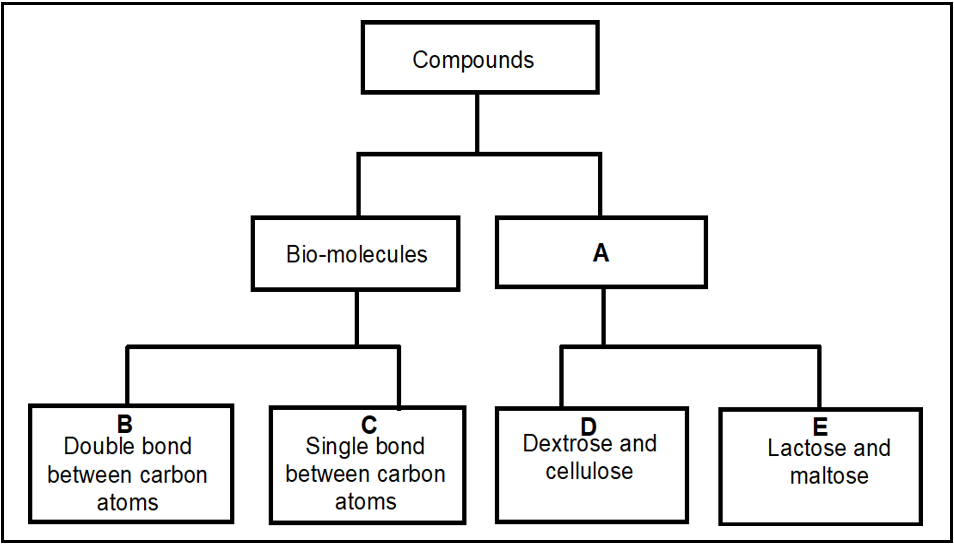 Compounds
Bio-molecules
A
B
Double bond
between carbon
atoms
C
Single bond
between carbon
atoms
D
Dextrose and
cellulose
E
Lactose and
maltose